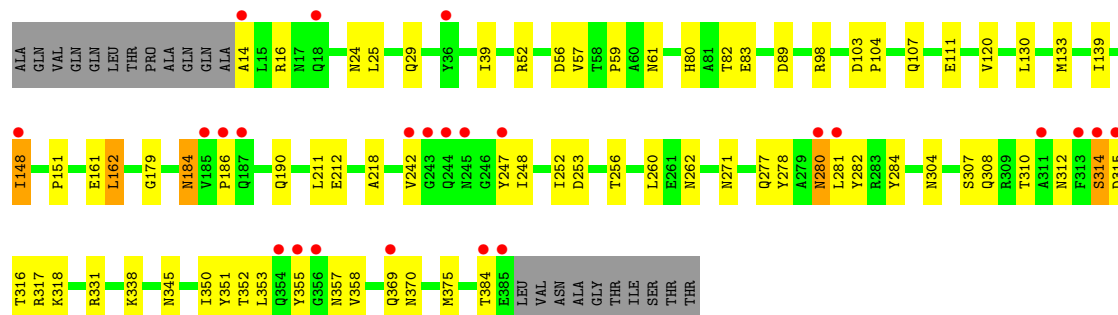 ALA GLN VAL GLN GLN LEU THR PRO ALA GLN GLN ALA A14 L15 R16 N17 Q18 N24 L25 Q29 Y36 I39 R52 D56 V57 T58 P59 A60 N61 H80 A81 T82 E83 D89 R98 D103 P104 Q107 E111 V120 L130 M133 I139
I148 P151 E161 L162 G179 N184 V185 P186 Q187 Q190 L211 E212 A218 V242 G243 Q244 N245 G246 Y247 I248 I252 D253 T256 L260 E261 N262 N271 Q277 Y278 A279 N280 L281 Y282 R283 Y284 N304 S307 Q308 R309 T310 A311 N312 F313 S314
T316 R317 K318 R331 K338 N345 I350 Y351 T352 L353 Q354 Y355 G356 N357 V358 Q369 N370 M375 T384 E385 LEU VAL ASN ALA GLY THR ILE SER THR THR